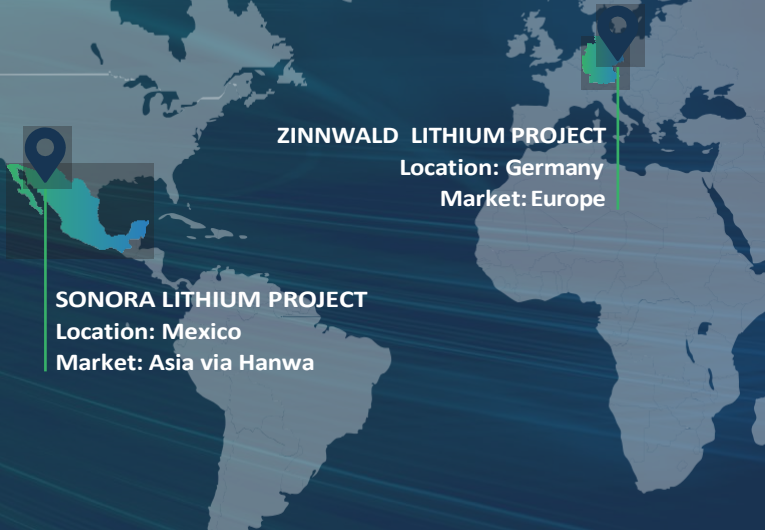 ZINNWALD LITHIUM PROJECT
Location: Germany
Market: Europe
SONORA LITHIUM PROJECT
Location: Mexico
Market: Asia via Hanwa